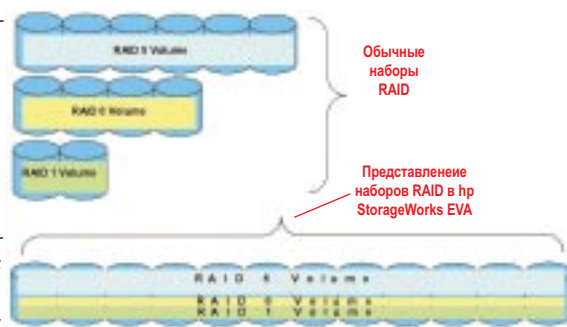 RAID 5 Volume
Обычные
наборы
RAID
RAID 0 Volume
RAID 1 Volume
Представленеие
наборов RAID в hp
StorageWorks EVA
RAID 5 Volume
RAID 0 Volume
RAID 1 Volume